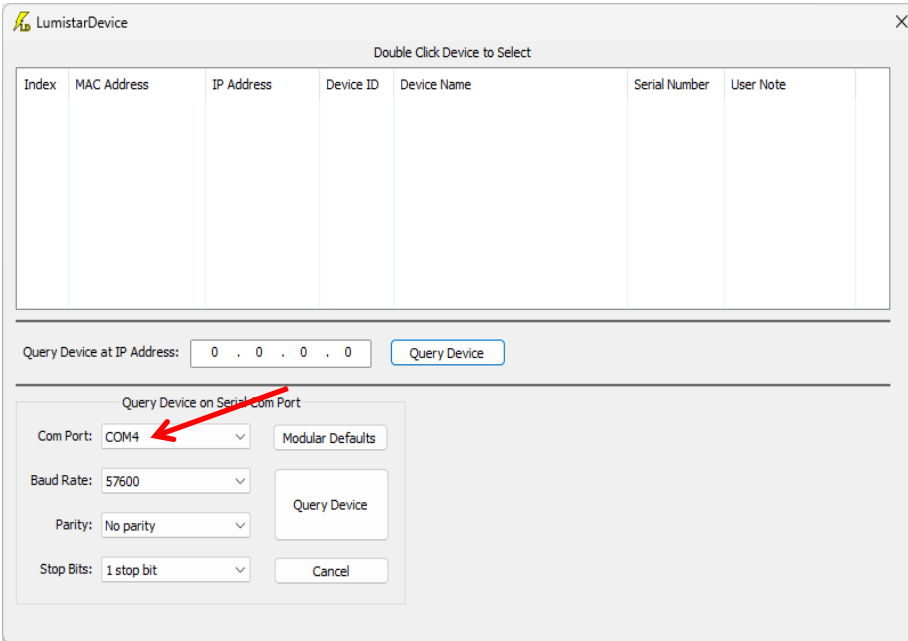 LumistarDevice
Double Click Device to Select
Index MAC Address IP Address Device ID Device Name Serial Number User Note
Query Device at IP Address: 0 . 0 . 0 . 0 Query Device
Query Device on Serial Com Port
Com Port: COM4 Modular Defaults
Baud Rate: 57600
Query Device
Parity: No parity
Stop Bits: 1 stop bit Cancel